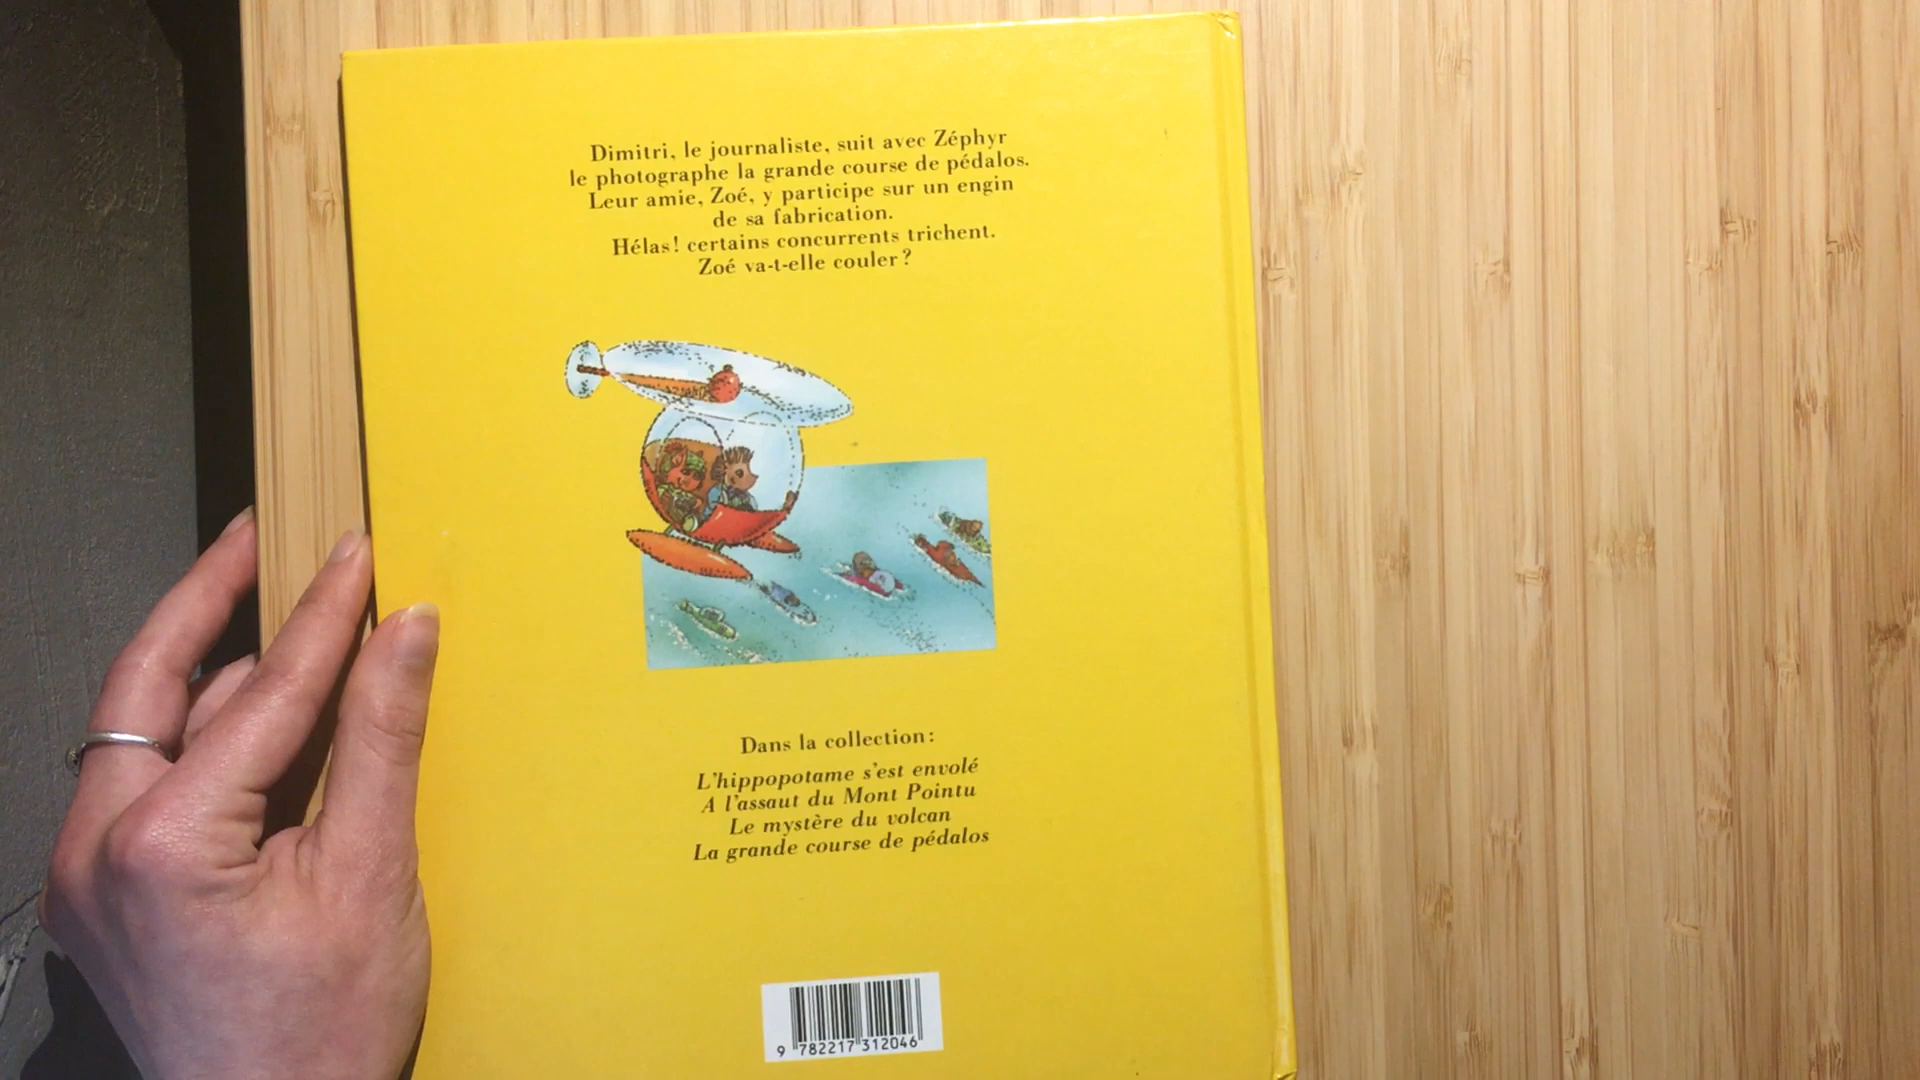 Dimitri, le journaliste, suit avec Zéphyr
le photographe la grande course de pédalos.
Leur amie, Zoé, y participe sur un engin
de sa fabrication.
Hélas! certains concurrents trichent.
Zoé va-t-elle couler?
Dans la collection:
L'hippopotame s'est envolé
A l'assaut du Mont Pointu
Le mystère du volcan
La grande course de pédalos
9 782217 312046